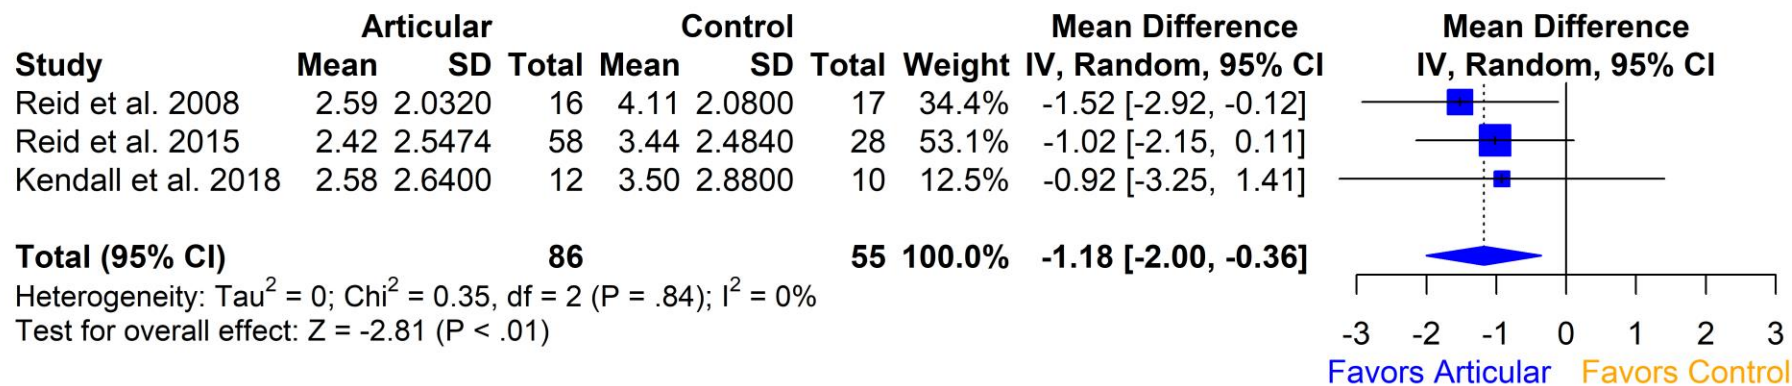 Articular Control Mean Difference Mean Difference
Study Mean SD Total Mean SD Total Weight IV, Random, 95% CI IV, Random, 95% CI
Reid et al. 2008 2.59 2.0320 16 4.11 2.0800 17 34.4% -1.52 [-2.92, -0.12]
Reid et al. 2015 2.42 2.5474 58 3.44 2.4840 28 53.1% -1.02 [-2.15, 0.11]
Kendall et al. 2018 2.58 2.6400 12 3.50 2.8800 10 12.5% -0.92 [-3.25, 1.41]
Total (95% CI) 86 55 100.0% -1.18 [-2.00, -0.36]
Heterogeneity: Tau² = 0; Chi² = 0.35, df = 2 (P = .84); I² = 0%
Test for overall effect: Z = -2.81 (P < .01)
-3 -2 -1 0 1 2 3
Favors Articular Favors Control